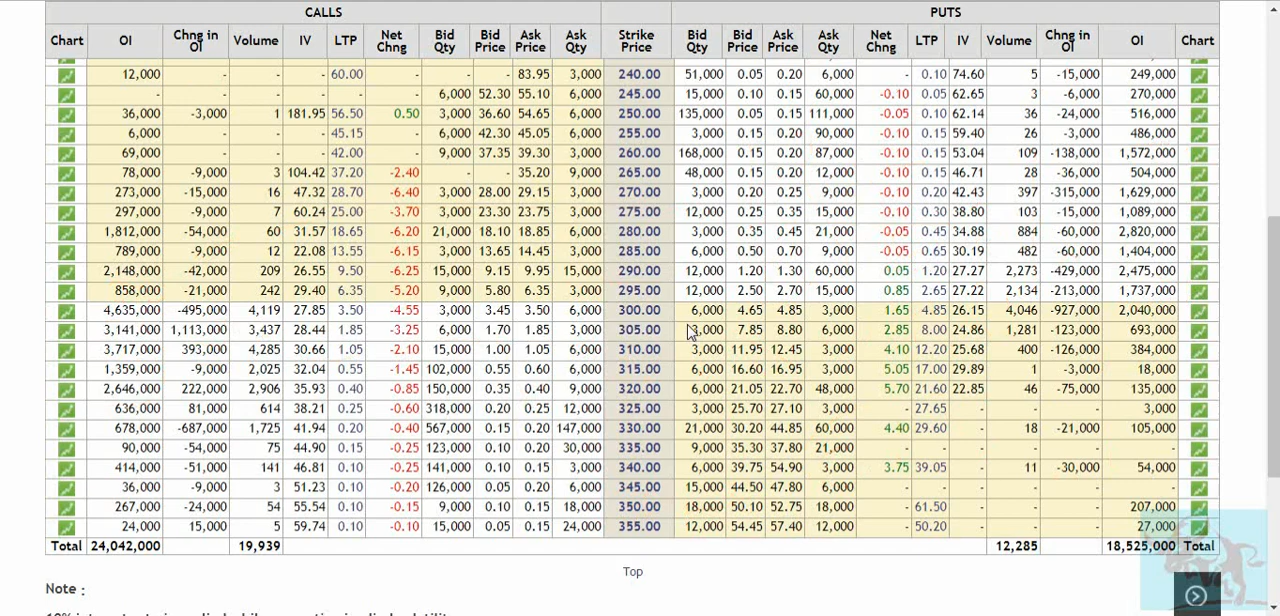 CALLS PUTS
Chart OI Chng in OI Volume IV LTP Net Chng Bid Qty Bid Price Ask Price Ask Qty Strike Price Bid Qty Bid Price Ask Price Ask Qty Net Chng LTP IV Volume Chng in OI OI Chart
12,000 - - - 60.00 - - - 83.95 3,000 240.00 51,000 0.05 0.20 6,000 - 0.10 74.60 5 -15,000 249,000
- - - - - - 6,000 52.30 55.10 6,000 245.00 15,000 0.10 0.15 60,000 -0.10 0.05 62.65 3 -6,000 270,000
36,000 -3,000 1 181.95 56.50 0.50 3,000 36.60 54.65 6,000 250.00 135,000 0.05 0.15 111,000 -0.05 0.10 62.14 36 -24,000 516,000
6,000 - - - 45.15 - 6,000 42.30 45.05 6,000 255.00 3,000 0.15 0.20 90,000 -0.10 0.15 59.40 26 -3,000 486,000
69,000 - - - 42.00 - 9,000 37.35 39.30 3,000 260.00 168,000 0.15 0.20 87,000 -0.10 0.15 53.04 109 -138,000 1,572,000
78,000 -9,000 3 104.42 37.20 -2.40 - - 35.20 9,000 265.00 48,000 0.15 0.20 12,000 -0.10 0.15 46.71 28 -36,000 504,000
273,000 -15,000 16 47.32 28.70 -6.40 3,000 28.00 29.15 3,000 270.00 3,000 0.20 0.25 9,000 -0.10 0.20 42.43 397 -315,000 1,629,000
297,000 -9,000 7 60.24 25.00 -3.70 3,000 23.30 23.75 3,000 275.00 12,000 0.25 0.35 15,000 -0.10 0.30 38.80 103 -15,000 1,089,000
1,812,000 -54,000 60 31.57 18.65 -6.20 21,000 18.10 18.85 6,000 280.00 3,000 0.35 0.45 21,000 -0.05 0.45 34.88 884 -60,000 2,820,000
789,000 -9,000 12 22.08 13.55 -6.15 3,000 13.65 14.45 3,000 285.00 6,000 0.50 0.70 9,000 -0.05 0.65 30.19 482 -60,000 1,404,000
2,148,000 -42,000 209 26.55 9.50 -6.25 15,000 9.15 9.95 15,000 290.00 12,000 1.20 1.30 60,000 0.05 1.20 27.27 2,273 -429,000 2,475,000
858,000 -21,000 242 29.40 6.35 -5.20 9,000 5.80 6.35 3,000 295.00 12,000 2.50 2.70 15,000 0.85 2.65 27.22 2,134 -213,000 1,737,000
4,635,000 -495,000 4,119 27.85 3.50 -4.55 3,000 3.45 3.50 6,000 300.00 6,000 4.65 4.85 3,000 1.65 4.85 26.15 4,046 -927,000 2,040,000
3,141,000 1,113,000 3,437 28.44 1.85 -3.25 6,000 1.70 1.85 3,000 305.00 3,000 7.85 8.80 6,000 2.85 8.00 24.86 1,281 -123,000 693,000
3,717,000 393,000 4,285 30.66 1.05 -2.10 15,000 1.00 1.05 6,000 310.00 3,000 11.95 12.45 3,000 4.10 12.20 25.68 400 -126,000 384,000
1,359,000 -9,000 2,025 32.04 0.55 -1.45 102,000 0.55 0.60 6,000 315.00 6,000 16.60 16.95 3,000 5.05 17.00 29.89 1 -3,000 18,000
2,646,000 222,000 2,906 35.93 0.40 -0.85 150,000 0.35 0.40 9,000 320.00 6,000 21.05 22.70 48,000 5.70 21.60 22.85 46 -75,000 135,000
636,000 81,000 614 38.21 0.25 -0.60 318,000 0.20 0.25 12,000 325.00 3,000 25.70 27.10 3,000 - 27.65 - - - 3,000
678,000 -687,000 1,725 41.94 0.20 -0.40 567,000 0.15 0.20 147,000 330.00 21,000 30.20 44.85 60,000 4.40 29.60 - 18 -21,000 105,000
90,000 -54,000 75 44.90 0.15 -0.25 123,000 0.10 0.20 30,000 335.00 9,000 35.30 37.80 21,000 - - - - - -
414,000 -51,000 141 46.81 0.10 -0.25 141,000 0.10 0.15 3,000 340.00 6,000 39.75 54.90 3,000 3.75 39.05 - 11 -30,000 54,000
36,000 -9,000 3 51.23 0.10 -0.20 126,000 0.05 0.20 6,000 345.00 15,000 44.50 47.80 6,000 - - - - - -
267,000 -24,000 54 55.54 0.10 -0.15 9,000 0.10 0.15 18,000 350.00 18,000 50.10 52.75 18,000 - 61.50 - - - 207,000
24,000 15,000 5 59.74 0.10 -0.10 15,000 0.05 0.15 24,000 355.00 12,000 54.45 57.40 12,000 - 50.20 - - - 27,000
Total 24,042,000 19,939 12,285 18,525,000 Total
Top
Note :